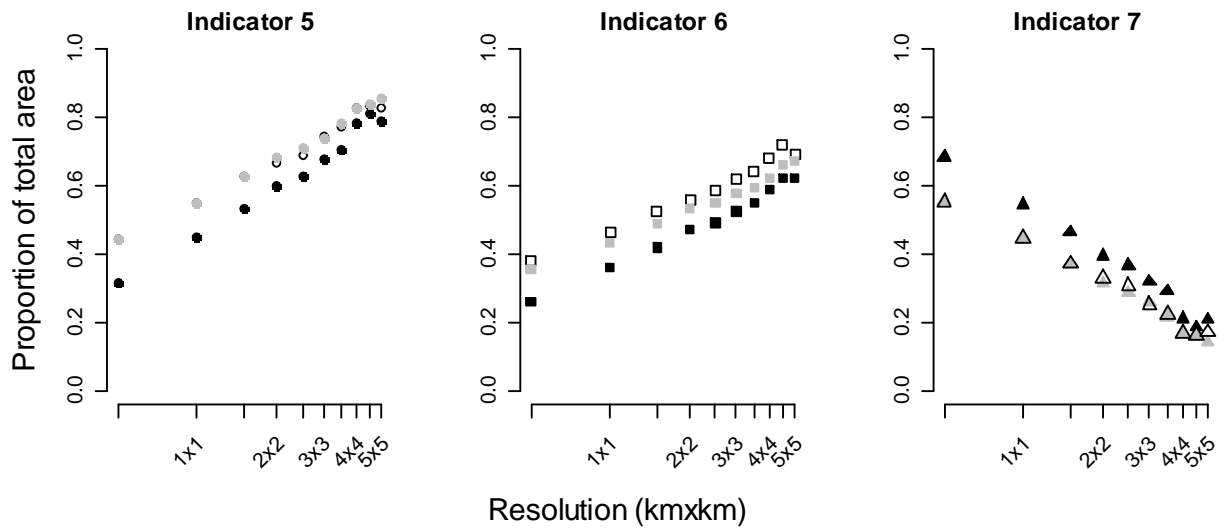 Indicator 5
Indicator 6
Indicator 7
Proportion of total area
1.0
0.8
0.6
0.4
0.2
0.0
1x1
2x2
3x3
4x4
5x5
1.0
0.8
0.6
0.4
0.2
0.0
1x1
2x2
3x3
4x4
5x5
1.0
0.8
0.6
0.4
0.2
0.0
1x1
2x2
3x3
4x4
5x5
Resolution (kmxkm)